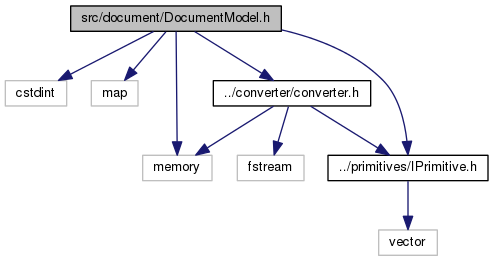 src/document/DocumentModel.h
cstdint
map
../converter/converter.h
memory
fstream
../primitives/IPrimitive.h
vector